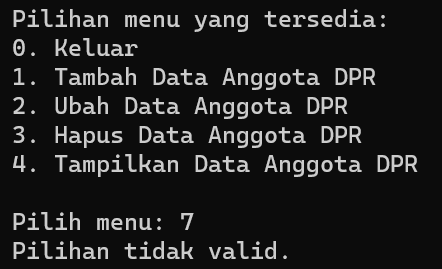 Pilihan menu yang tersedia:
0. Keluar
1. Tambah Data Anggota DPR
2. Ubah Data Anggota DPR
3. Hapus Data Anggota DPR
4. Tampilkan Data Anggota DPR
Pilih menu: 7
Pilihan tidak valid.